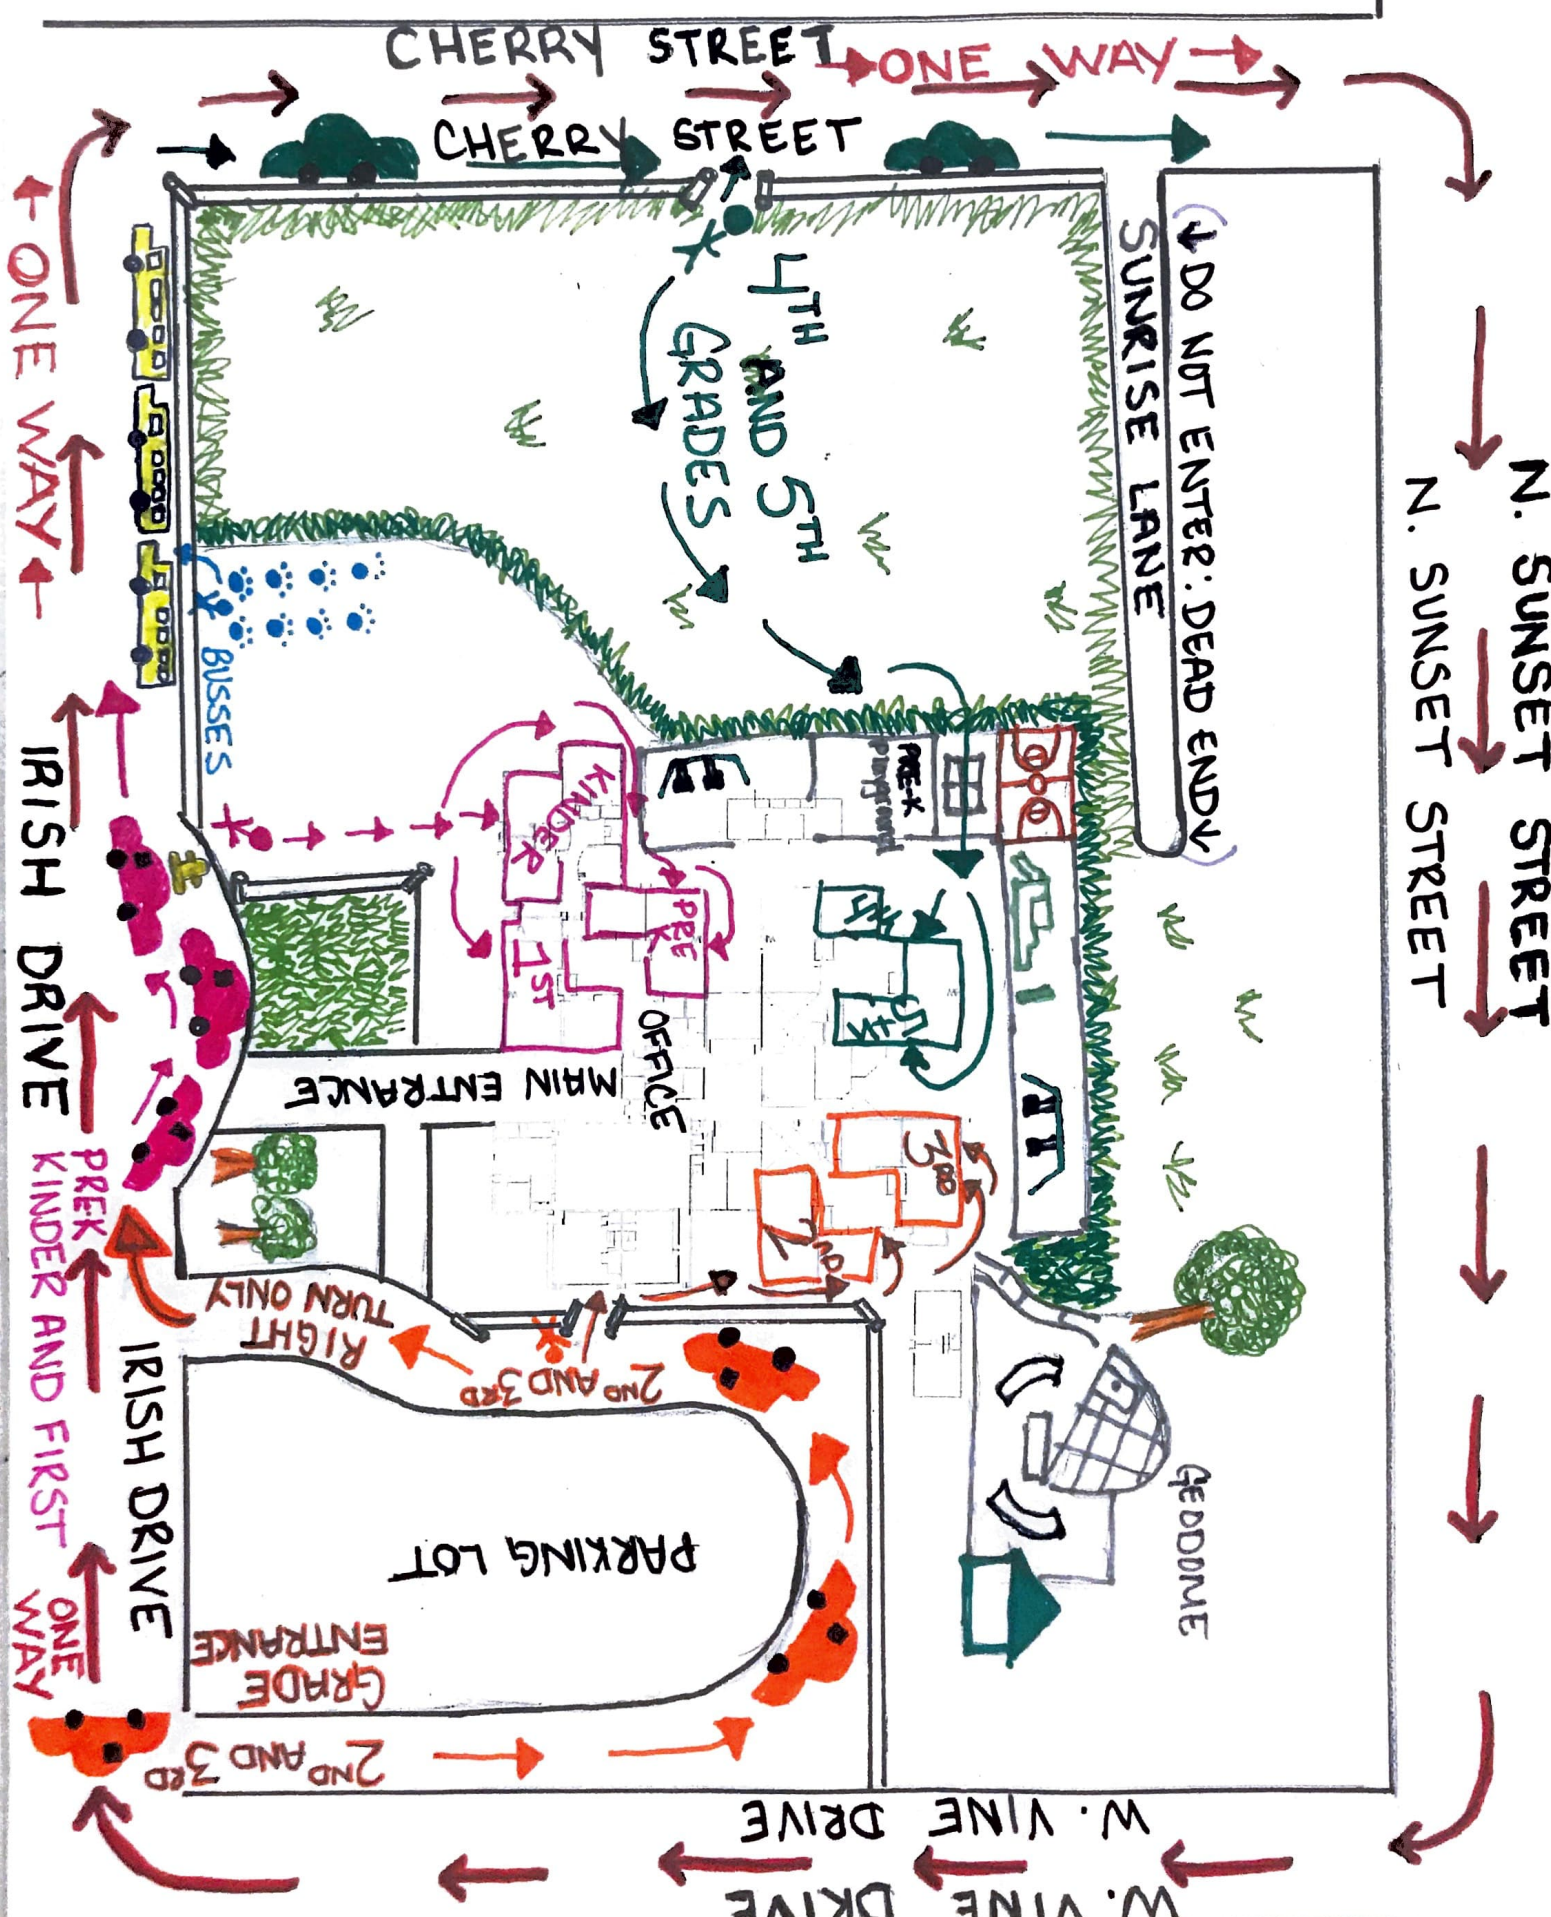 CHERRY STREET
ONE WAY
CHERRY STREET
ONE WAY
4TH AND 5TH
GRADES
SUNRISE LANE
(↓ DO NOT ENTER: DEAD END↓)
N. SUNSET STREET
N. SUNSET STREET
BUSSES
IRISH DRIVE
KINDER
1ST
PRE K
PRE-K
playground
OFFICE
MAIN ENTRANCE
4th
5th
3RD
2ND
PREK
KINDER AND FIRST
ONE
WAY
IRISH DRIVE
RIGHT
TURN ONLY
2ND AND 3RD
PARKING LOT
2ND AND 3RD
GRADE
ENTRANCE
GEODOME
W. VINE DRIVE
W. VINE DRIVE